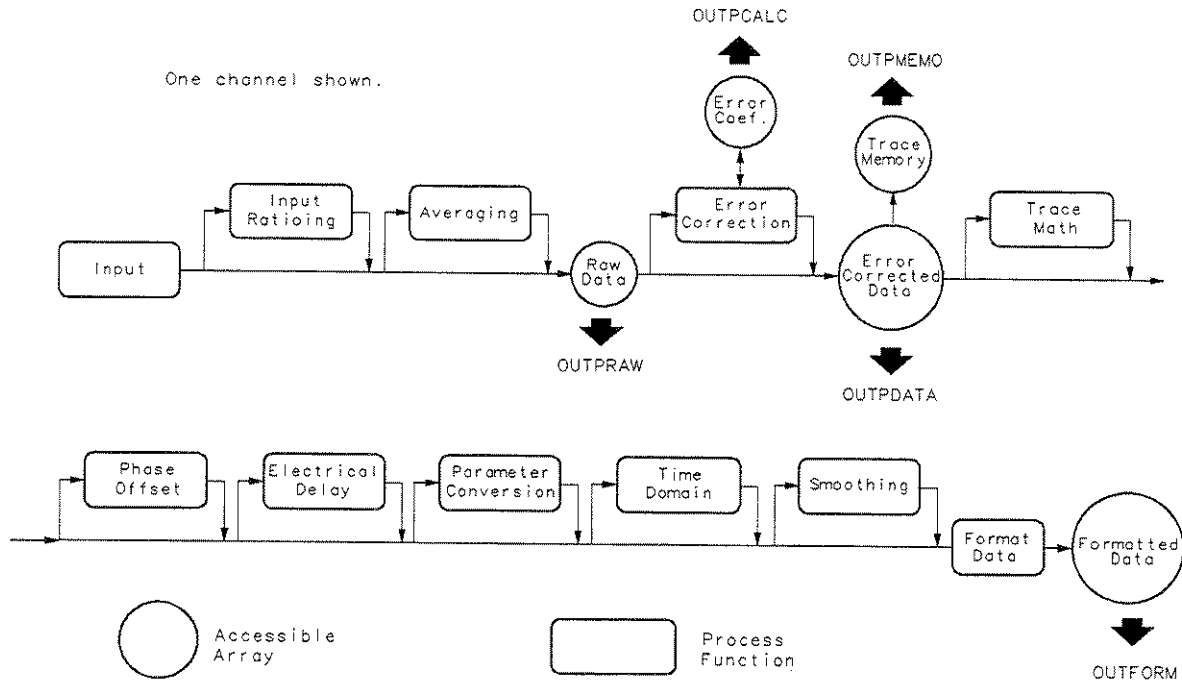 OUTPCALC
OUTPMEMO
One channel shown.
Error
Coef.
Trace
Memory
Input
Ratioing
Averaging
Error
Correction
Trace
Math
Input
Raw
Data
Error
Corrected
Data
OUTPRAW
OUTPDATA
Phase
Offset
Electrical
Delay
Parameter
Conversion
Time
Domain
Smoothing
Format
Data
Formatted
Data
Accessible
Array
Process
Function
OUTFORM